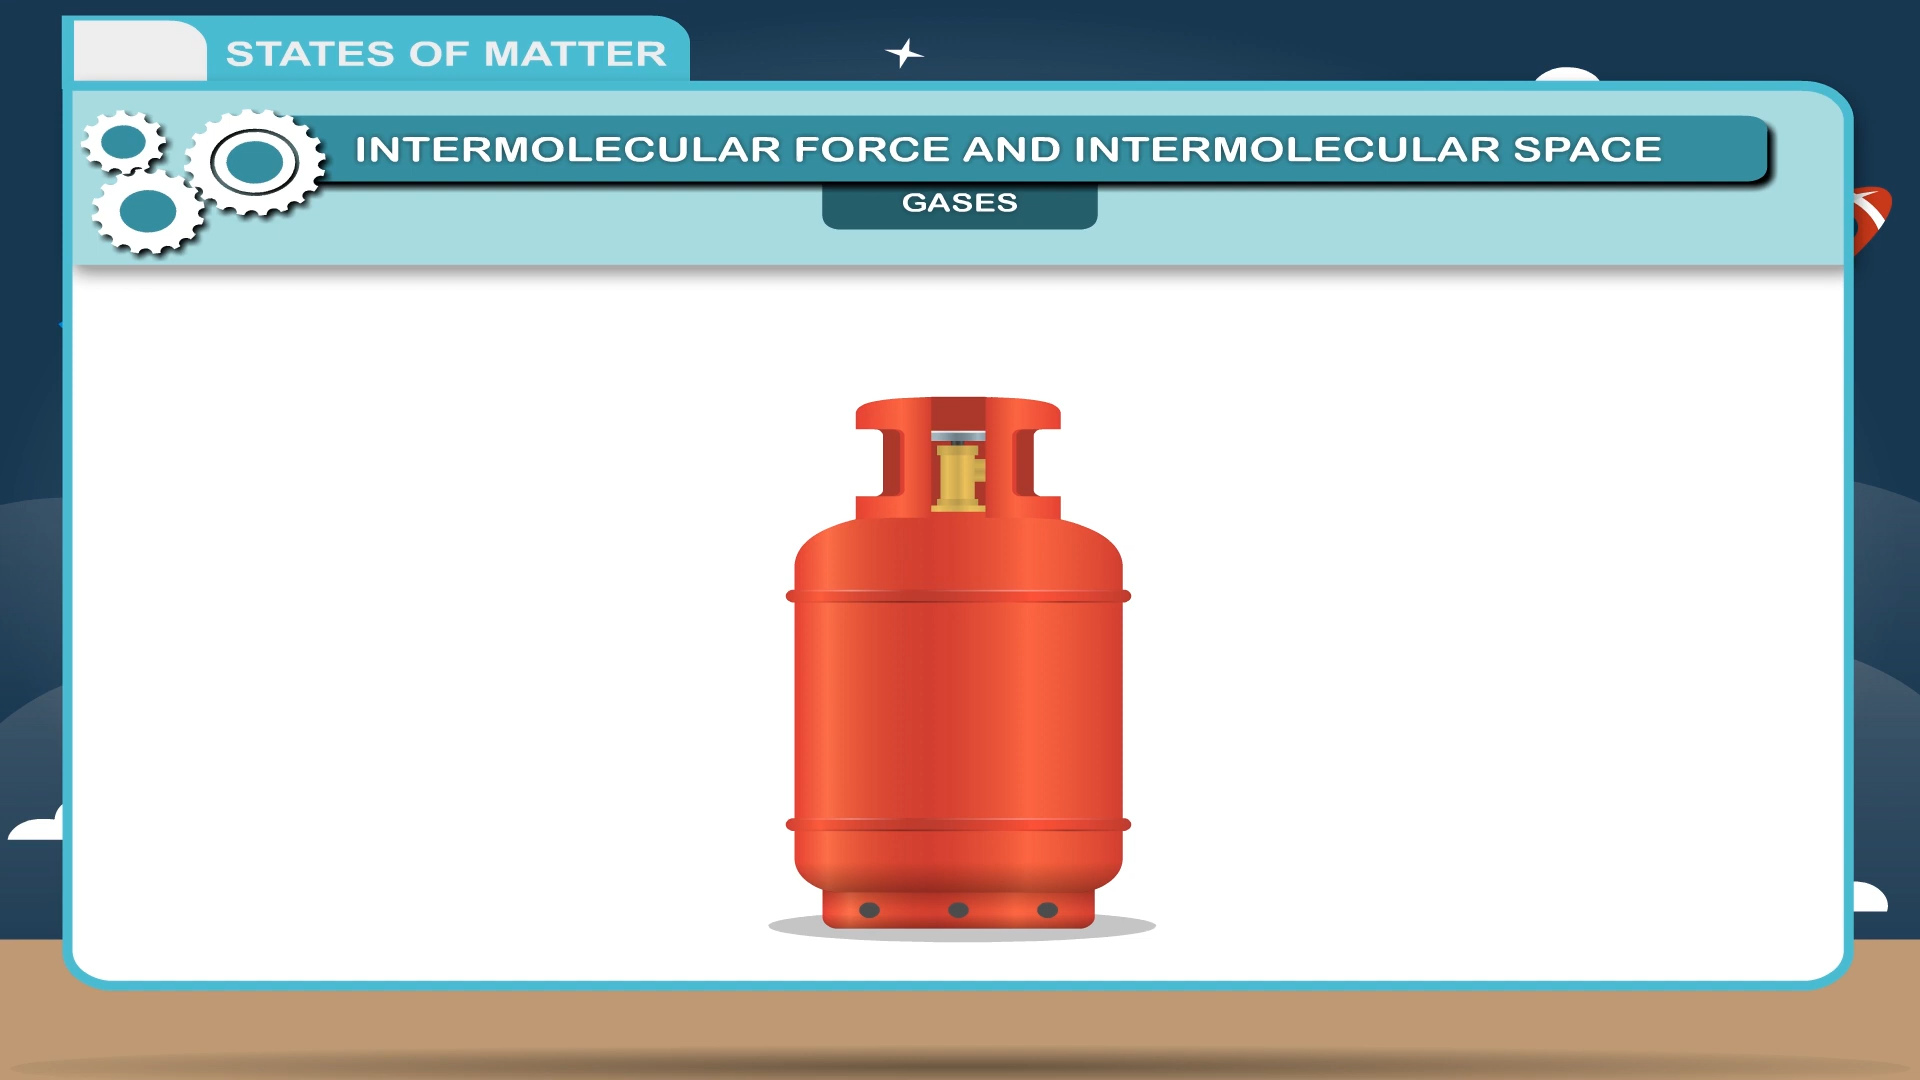 STATES OF MATTER
INTERMOLECULAR FORCE AND INTERMOLECULAR SPACE
GASES